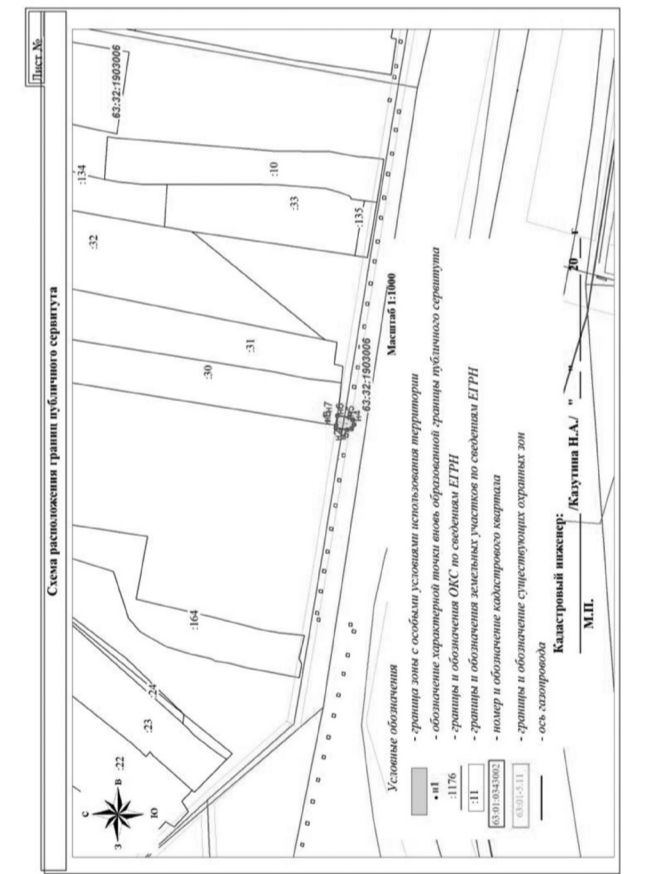 Лист №
Схема расположения границ публичного сервитута
63:32:1903006
:134
:10
:32
:33
:135
:31
:30
63:32:1903006
:164
:24
:23
:22
С
В
Ю
З
Масштаб 1:1000
Условные обозначения
- граница зоны с особыми условиями использования территории
• н1 - обозначение характерной точки вновь образованной границы публичного сервитута
:1176 - границы и обозначения ОКС по сведениям ЕГРН
:11 - границы и обозначения земельных участков по сведениям ЕГРН
63:01:0343002 - номер и обозначение кадастрового квартала
63:01-5.11 - границы и обозначение существующих охранных зон
- ось газопровода
Кадастровый инженер:
/Казутина Н.А./ " " 20 г
М.П.